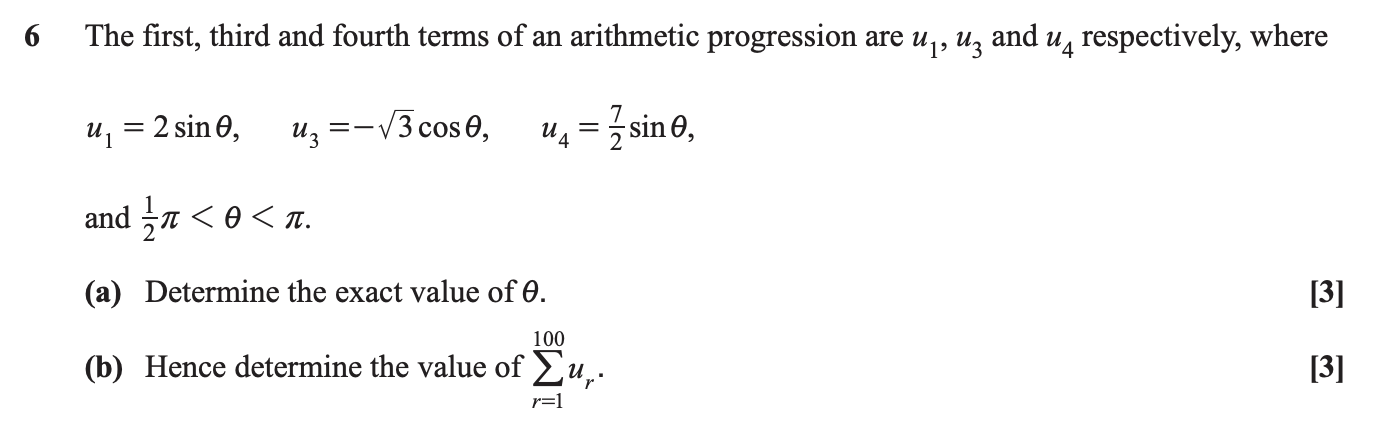 6 The first, third and fourth terms of an arithmetic progression are u₁, u₃ and u₄ respectively, where
u₁ = 2 sin θ, u₃ = −√3 cos θ, u₄ = 7/2 sin θ,
and 1/2 π < θ < π.
(a) Determine the exact value of θ. [3]
(b) Hence determine the value of ∑_{r=1}^{100} uᵣ. [3]